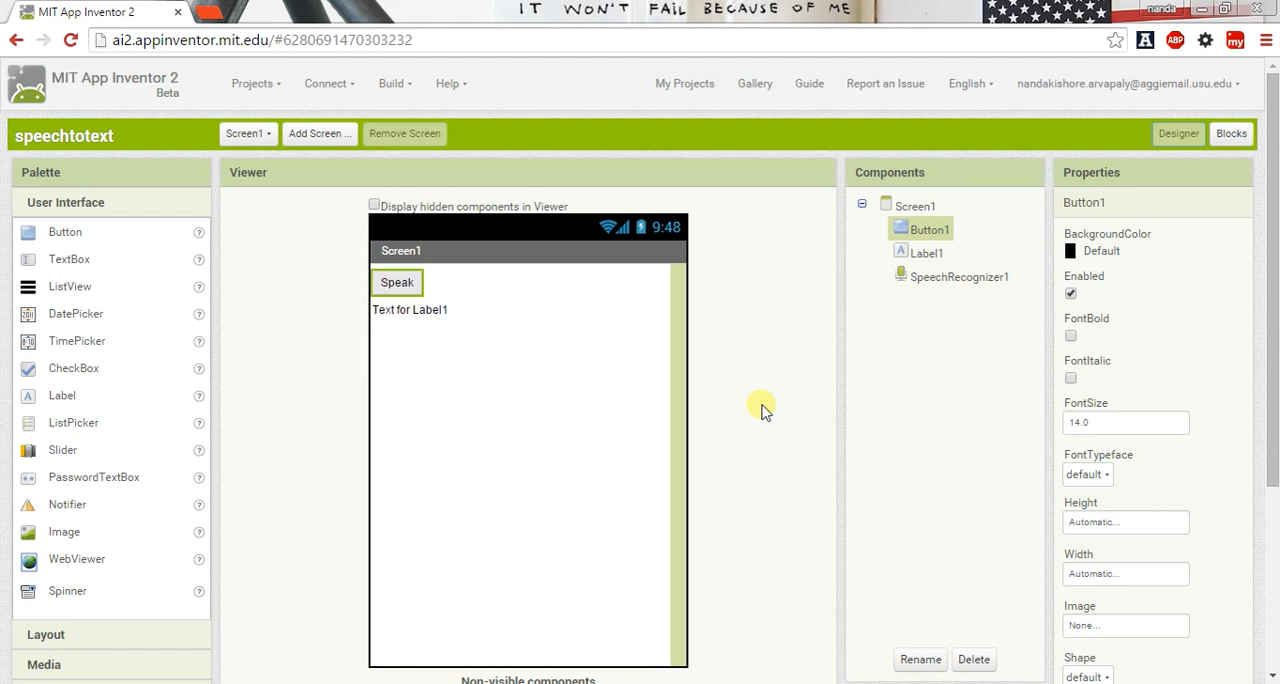 IT WON'T FAIL BECAUSE OF ME
MIT App Inventor 2
nanda
ai2.appinventor.mit.edu/#6280691470303232
A
ABP
my
MIT App Inventor 2
Beta
Projects
Connect
Build
Help
My Projects
Gallery
Guide
Report an Issue
English
nandakishore.arvapaly@aggiemail.usu.edu
speechtotext
Screen1
Add Screen ...
Remove Screen
Designer
Blocks
Palette
User Interface
Button
TextBox
ListView
DatePicker
TimePicker
CheckBox
Label
ListPicker
Slider
PasswordTextBox
Notifier
Image
WebViewer
Spinner
Layout
Media
Viewer
Display hidden components in Viewer
9:48
Screen1
Speak
Text for Label1
Non-visible components
Components
Screen1
Button1
Label1
SpeechRecognizer1
Rename
Delete
Properties
Button1
BackgroundColor
Default
Enabled
FontBold
FontItalic
FontSize
14.0
FontTypeface
default
Height
Automatic...
Width
Automatic...
Image
None...
Shape
default